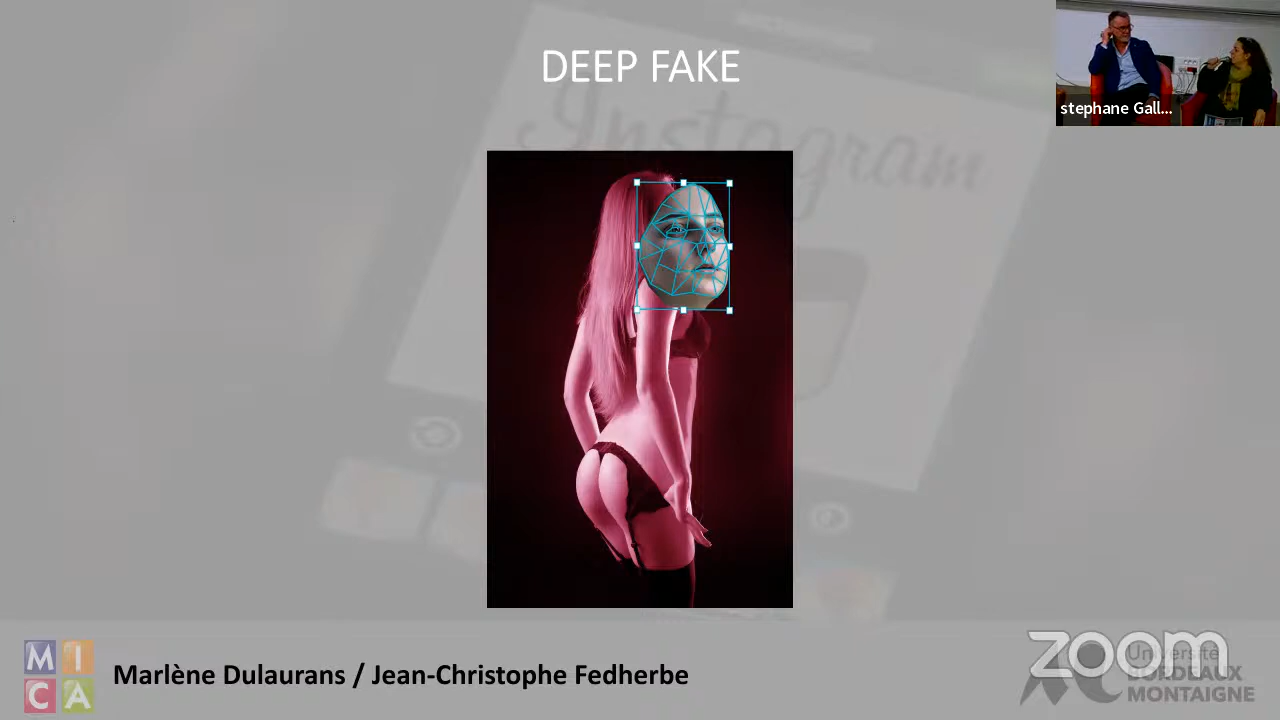 DEEP FAKE
stephane Gall...
Instagram
M I
C A
Marlène Dulaurans / Jean-Christophe Fedherbe
zoom
Université
BORDEAUX
MONTAIGNE